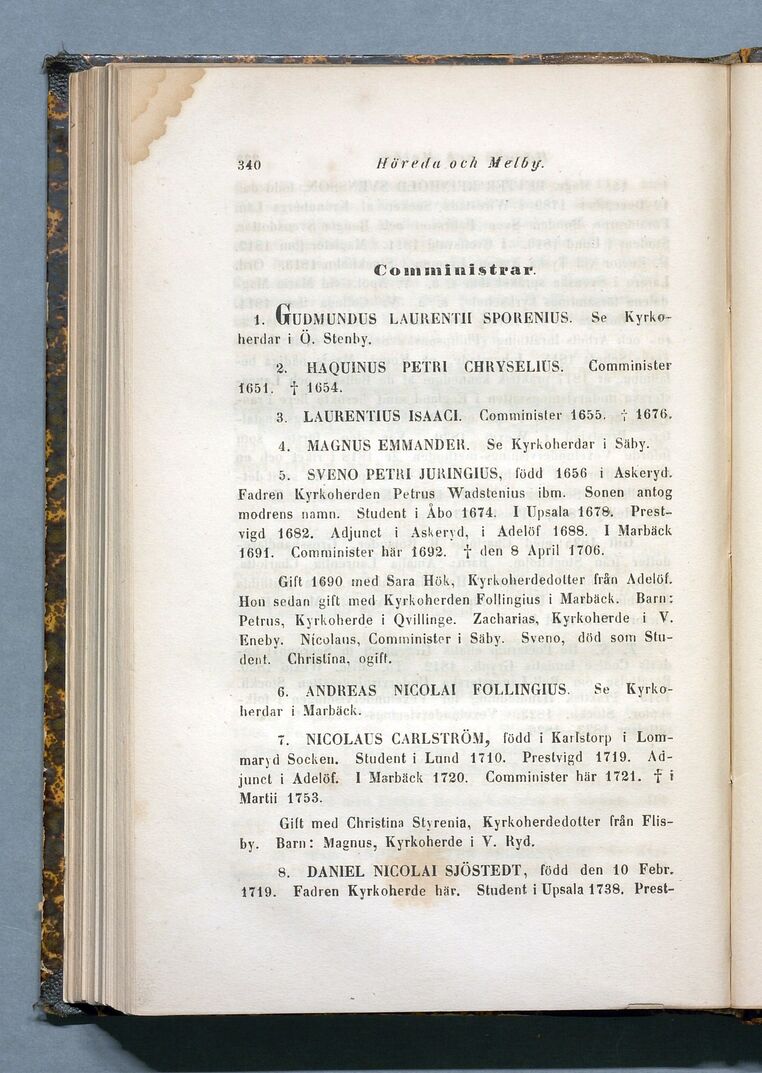 340 Höreda och Melby.
Comministrar.
1. GUDMUNDUS LAURENTII SPORENIUS. Se Kyrko-
herdar i Ö. Stenby.
2. HAQUINUS PETRI CHRYSELIUS. Comminister
1651. † 1654.
3. LAURENTIUS ISAACI. Comminister 1655. † 1676.
4. MAGNUS EMMANDER. Se Kyrkoherdar i Säby.
5. SVENO PETRI JURINGIUS, född 1656 i Askeryd.
Fadren Kyrkoherden Petrus Wadstenius ibm. Sonen antog
modrens namn. Student i Åbo 1674. I Upsala 1678. Prest-
vigd 1682. Adjunct i Askeryd, i Adelöf 1688. I Marbäck
1691. Comminister här 1692. † den 8 April 1706.
Gift 1690 med Sara Hök, Kyrkoherdedotter från Adelöf.
Hon sedan gift med Kyrkoherden Follingius i Marbäck. Barn:
Petrus, Kyrkoherde i Qvillinge. Zacharias, Kyrkoherde i V.
Eneby. Nicolaus, Comminister i Säby. Sveno, död som Stu-
dent. Christina, ogift.
6. ANDREAS NICOLAI FOLLINGIUS. Se Kyrko-
herdar i Marbäck.
7. NICOLAUS CARLSTRÖM, född i Karlstorp i Lom-
maryd Socken. Student i Lund 1710. Prestvigd 1719. Ad-
junct i Adelöf. I Marbäck 1720. Comminister här 1721. † i
Martii 1753.
Gift med Christina Styrenia, Kyrkoherdedotter från Flis-
by. Barn: Magnus, Kyrkoherde i V. Ryd.
8. DANIEL NICOLAI SJÖSTEDT, född den 10 Febr.
1719. Fadren Kyrkoherde här. Student i Upsala 1738. Prest-